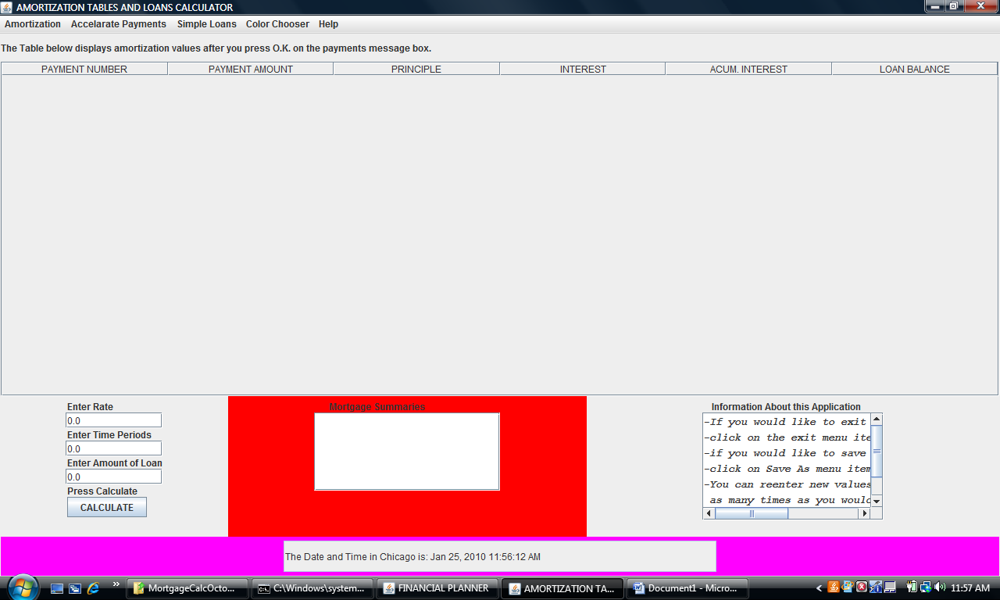 AMORTIZATION TABLES AND LOANS CALCULATOR
Amortization Accelarate Payments Simple Loans Color Chooser Help
The Table below displays amortization values after you press O.K. on the payments message box.
PAYMENT NUMBER PAYMENT AMOUNT PRINCIPLE INTEREST ACUM. INTEREST LOAN BALANCE
Enter Rate
0.0
Enter Time Periods
0.0
Enter Amount of Loan
0.0
Press Calculate
CALCULATE
Mortgage Summaries
Information About this Application
-If you would like to exit
-click on the exit menu ite
-if you would like to save
-click on Save As menu item
-You can reenter new values
as many times as you would
The Date and Time in Chicago is: Jan 25, 2010 11:56:12 AM
MortgageCalcOcto... C:\Windows\system... FINANCIAL PLANNER AMORTIZATION TA... Document1 - Micro... 11:57 AM